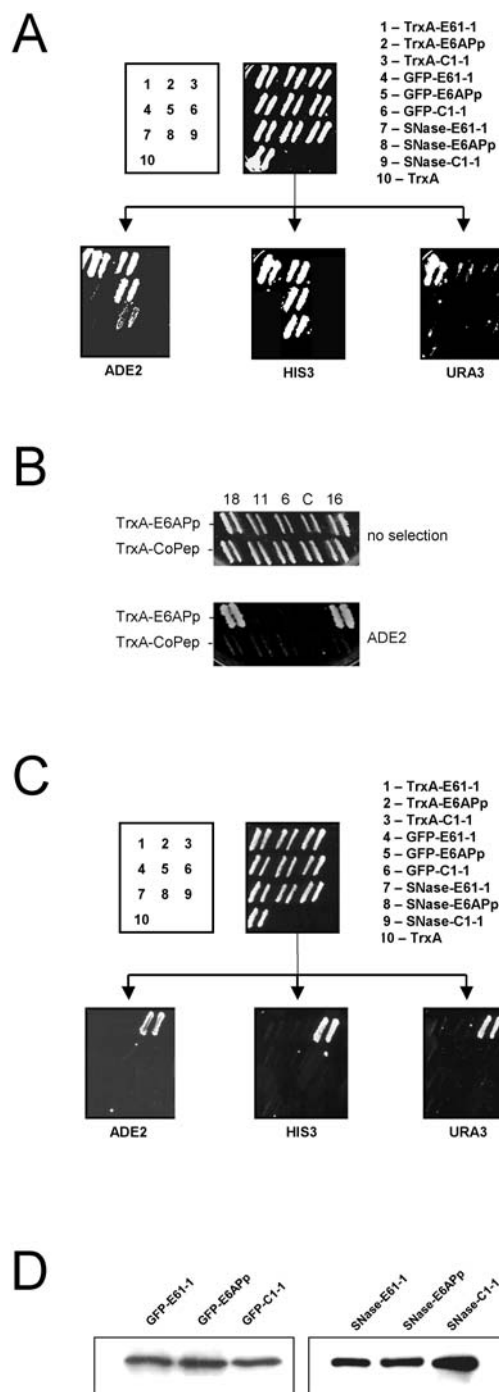 A
1 2 3
4 5 6
7 8 9
10
1 – TrxA-E61-1
2 – TrxA-E6APp
3 – TrxA-C1-1
4 – GFP-E61-1
5 – GFP-E6APp
6 – GFP-C1-1
7 – SNase-E61-1
8 – SNase-E6APp
9 – SNase-C1-1
10 – TrxA
ADE2 HIS3 URA3
B
18 11 6 C 16
TrxA-E6APp
TrxA-CoPep
no selection
TrxA-E6APp
TrxA-CoPep
ADE2
C
1 2 3
4 5 6
7 8 9
10
1 – TrxA-E61-1
2 – TrxA-E6APp
3 – TrxA-C1-1
4 – GFP-E61-1
5 – GFP-E6APp
6 – GFP-C1-1
7 – SNase-E61-1
8 – SNase-E6APp
9 – SNase-C1-1
10 – TrxA
ADE2 HIS3 URA3
D
GFP-E61-1 GFP-E6APp GFP-C1-1 SNase-E61-1 SNase-E6APp SNase-C1-1